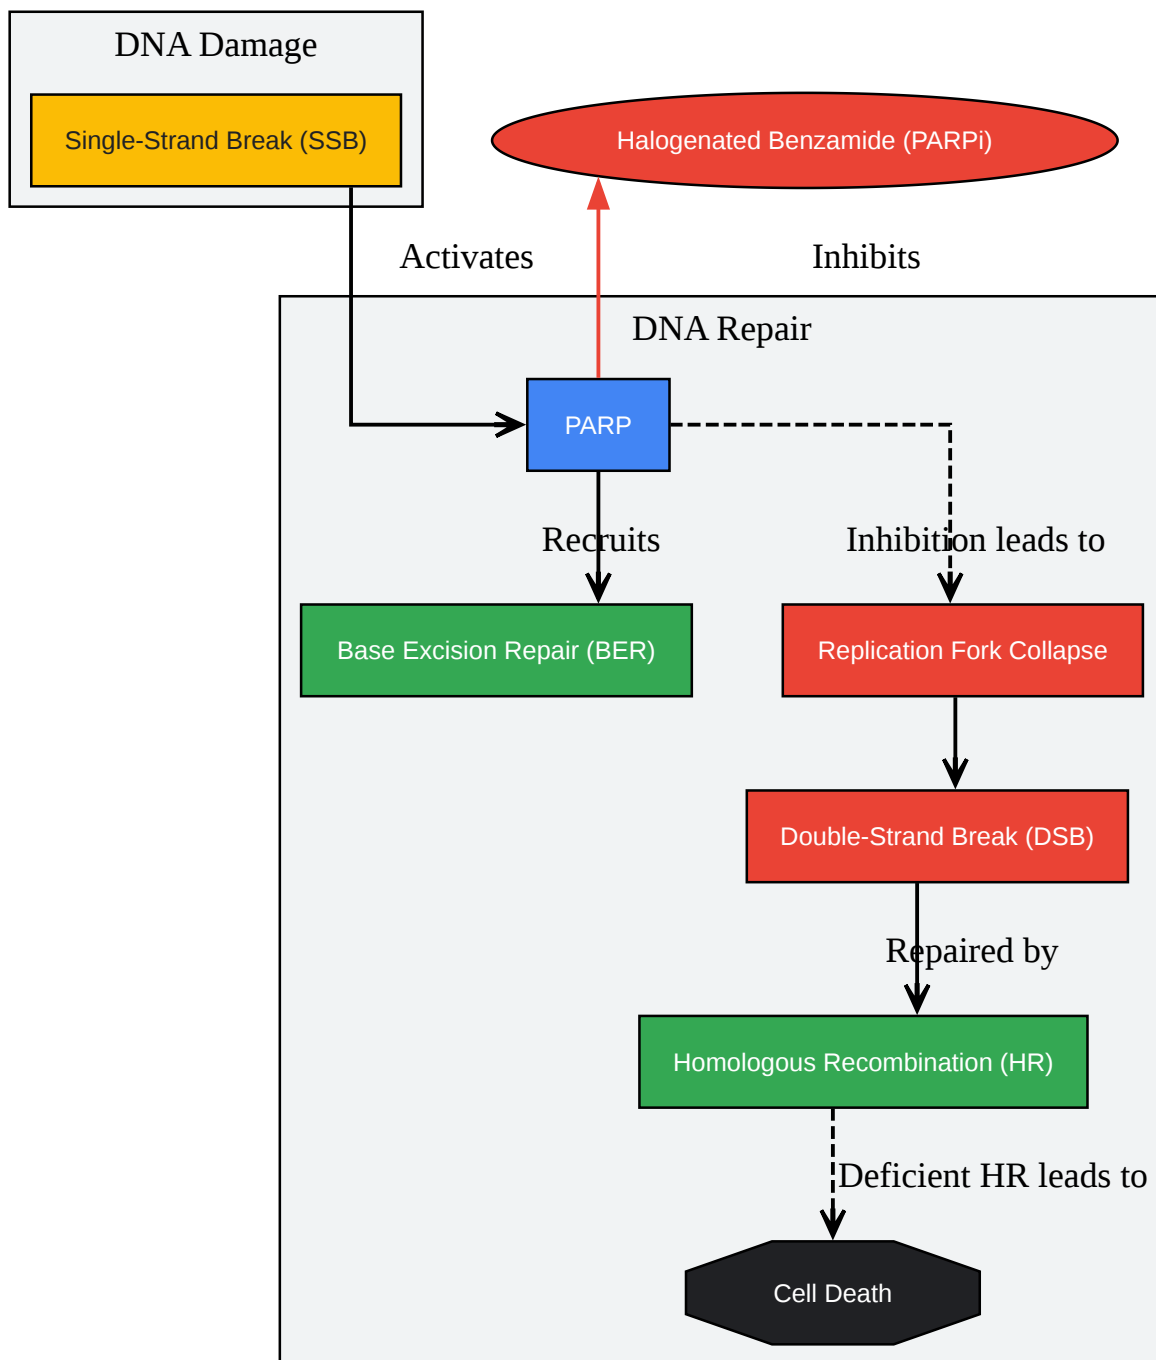 DNA Damage
Single-Strand Break (SSB)
Halogenated Benzamide (PARPi)
Activates
Inhibits
DNA Repair
PARP
Recruits
Inhibition leads to
Base Excision Repair (BER)
Replication Fork Collapse
Double-Strand Break (DSB)
Repaired by
Homologous Recombination (HR)
Deficient HR leads to
Cell Death